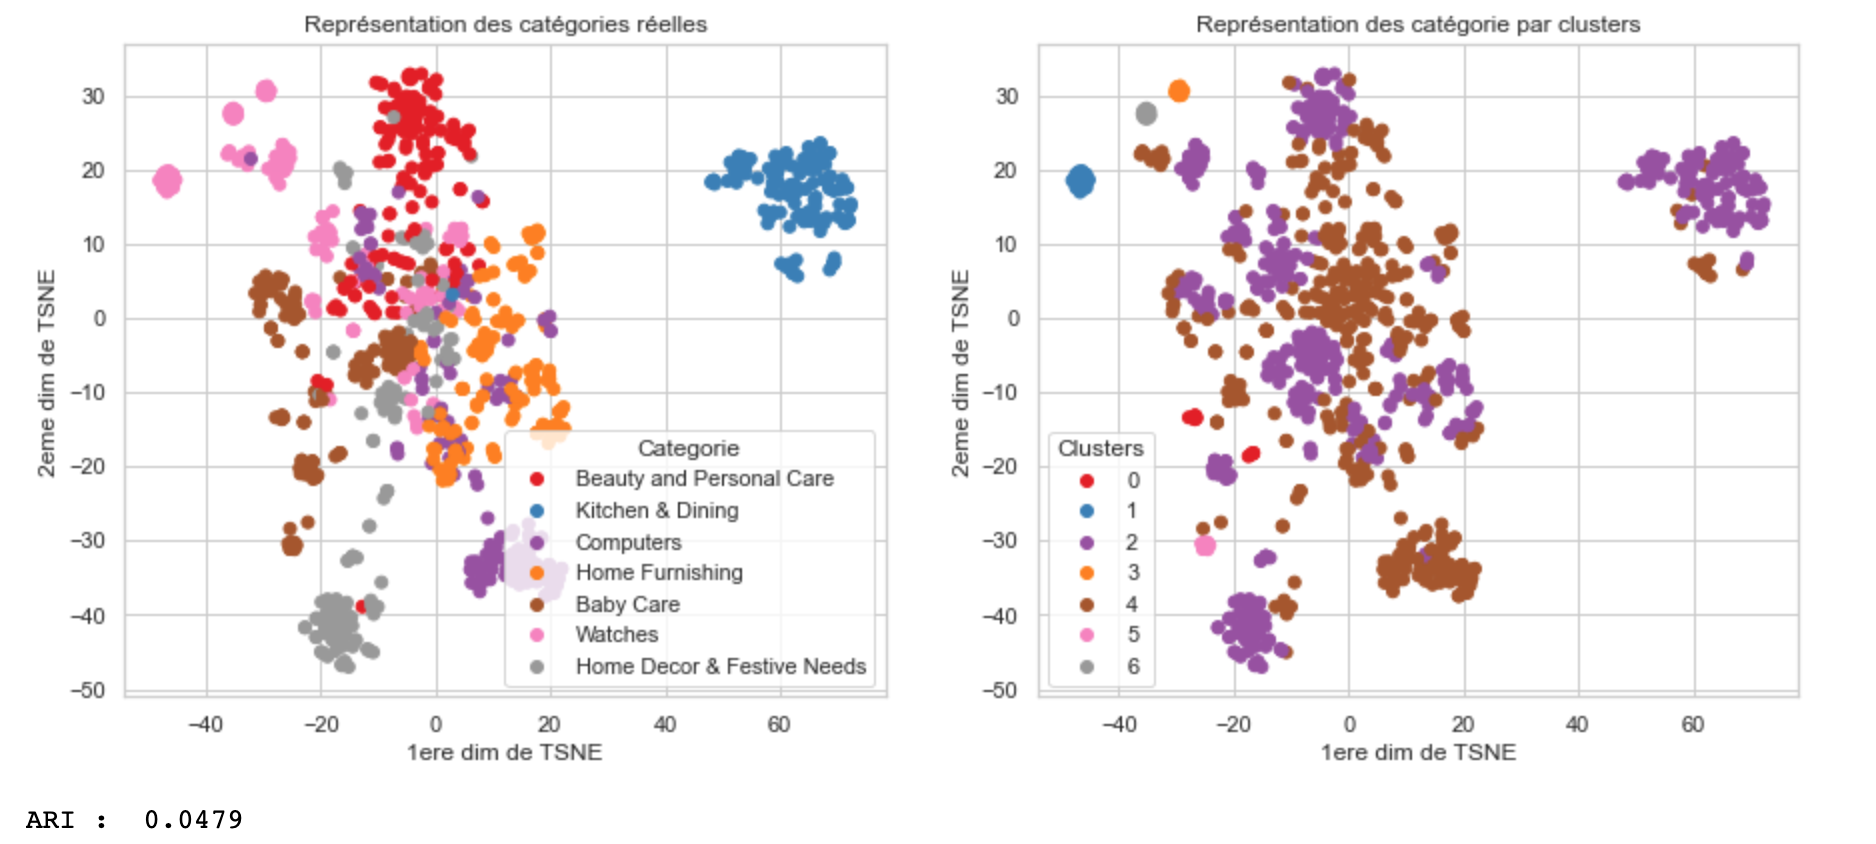 Représentation des catégories réelles
30
20
10
0
−10
−20
−30
−40
−50
2eme dim de TSNE
−40
−20
0
20
40
60
1ere dim de TSNE
Categorie
Beauty and Personal Care
Kitchen & Dining
Computers
Home Furnishing
Baby Care
Watches
Home Decor & Festive Needs
Représentation des catégorie par clusters
30
20
10
0
−10
−20
−30
−40
−50
2eme dim de TSNE
−40
−20
0
20
40
60
1ere dim de TSNE
Clusters
0
1
2
3
4
5
6
ARI : 0.0479